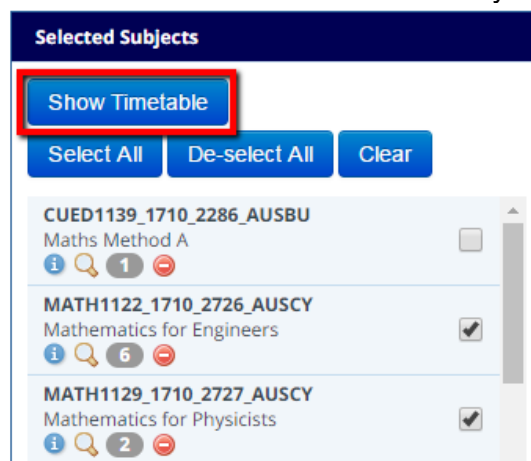 Selected Subjects
Show Timetable
Select All De-select All Clear
CUED1139_1710_2286_AUSBU
Maths Method A
i 1
MATH1122_1710_2726_AUSCY
Mathematics for Engineers
i 6
MATH1129_1710_2727_AUSCY
Mathematics for Physicists
i 2